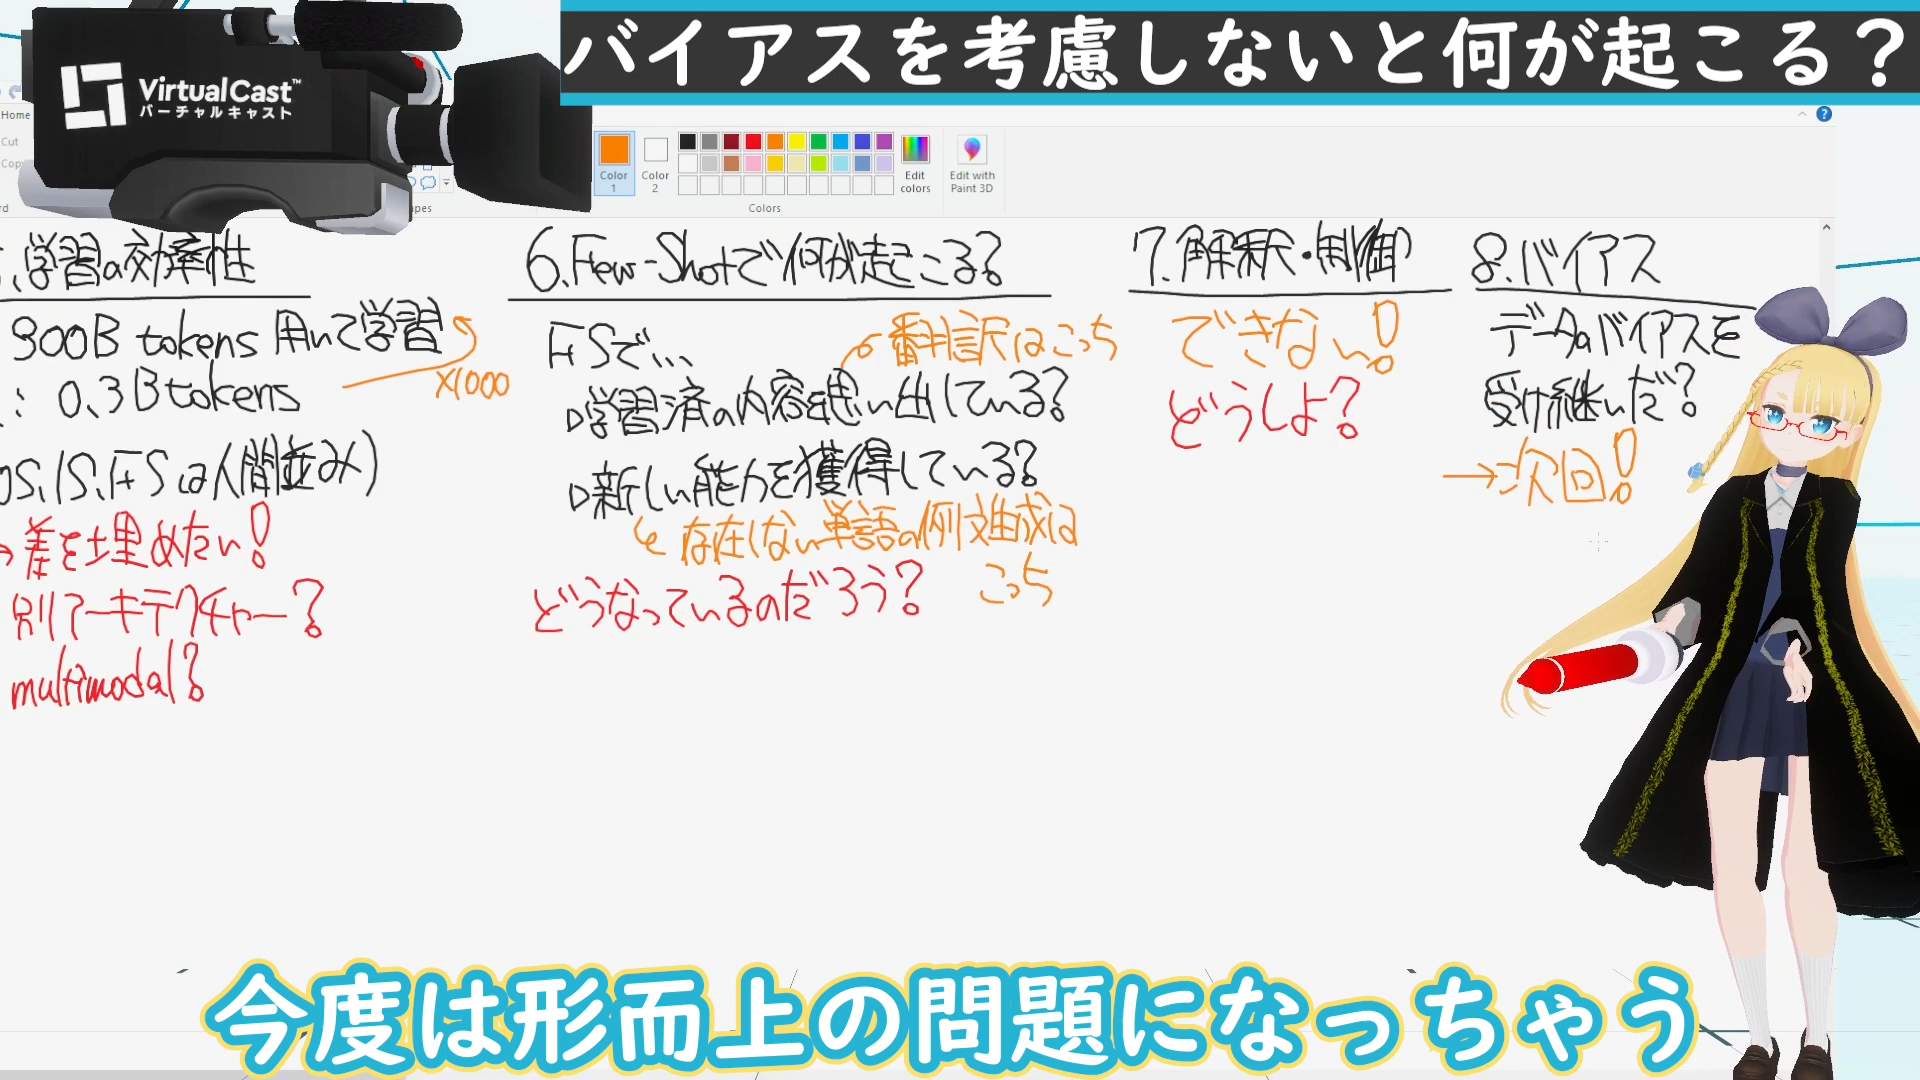 バイアスを考慮しないと何が起こる？
VirtualCast™
バーチャルキャスト
Home
Cut
Color 1
Color 2
Edit colors
Edit with Paint 3D
Colors
学習の効率性
300B tokens 用いて学習
: 0.3B tokens
×1000
OS、1S、FSは人間並み)
→差を埋めたい!
別アーキテクチャー?
multimodal?
6.Few-Shotで何が起こる?
FSで…
翻訳はこっち
学習済の内容を思い出している?
新しい能力を獲得している?
存在しない単語の例文生成は
こっち
どうなっているのだろう?
7.解釈・制御
できない!
どうしよ?
8.バイアス
データのバイアスを
受け継いだ?
→次回!
今度は形而上の問題になっちゃう